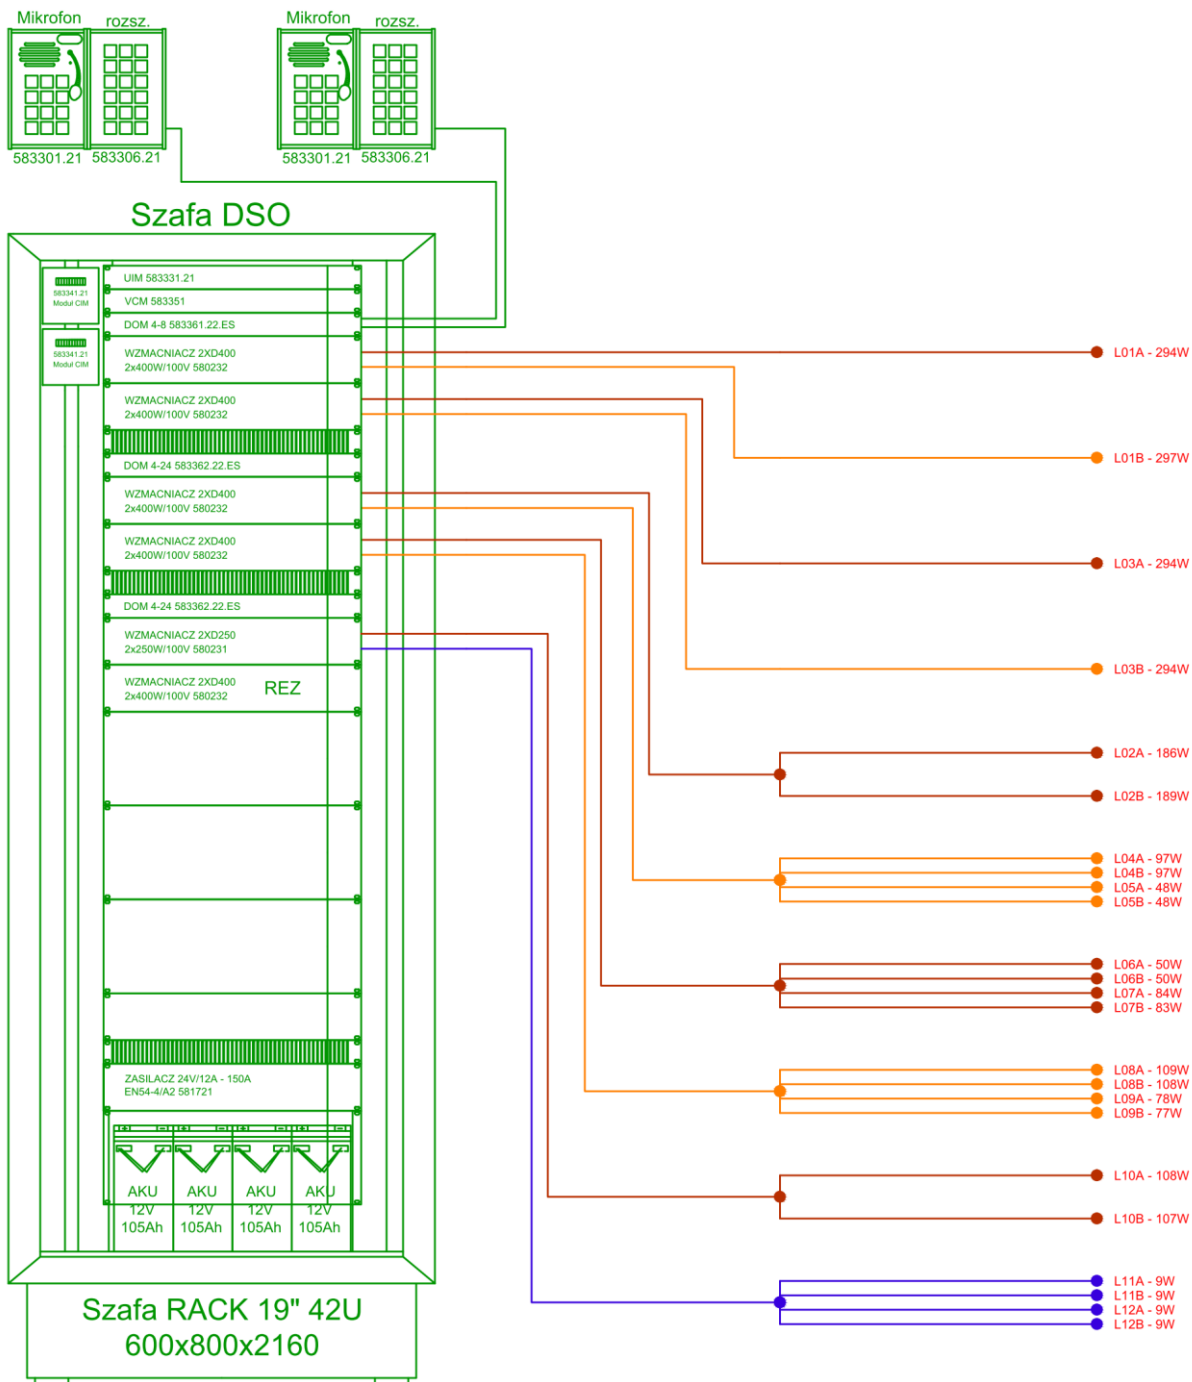 Mikrofon rozsz.
583301.21 583306.21
Mikrofon rozsz.
583301.21 583306.21
Szafa DSO
583341.21
Moduł CIM
583341.21
Moduł CIM
UIM 583331.21
VCM 583351
DOM 4-8 583361.22.ES
WZMACNIACZ 2XD400
2x400W/100V 580232
WZMACNIACZ 2XD400
2x400W/100V 580232
DOM 4-24 583362.22.ES
WZMACNIACZ 2XD400
2x400W/100V 580232
WZMACNIACZ 2XD400
2x400W/100V 580232
DOM 4-24 583362.22.ES
WZMACNIACZ 2XD250
2x250W/100V 580231
WZMACNIACZ 2XD400
2x400W/100V 580232
REZ
ZASILACZ 24V/12A - 150A
EN54-4/A2 581721
AKU AKU AKU AKU
12V 12V 12V 12V
105Ah 105Ah 105Ah 105Ah
Szafa RACK 19" 42U
600x800x2160
L01A - 294W
L01B - 297W
L03A - 294W
L03B - 294W
L02A - 186W
L02B - 189W
L04A - 97W
L04B - 97W
L05A - 48W
L05B - 48W
L06A - 50W
L06B - 50W
L07A - 84W
L07B - 83W
L08A - 109W
L08B - 108W
L09A - 78W
L09B - 77W
L10A - 108W
L10B - 107W
L11A - 9W
L11B - 9W
L12A - 9W
L12B - 9W